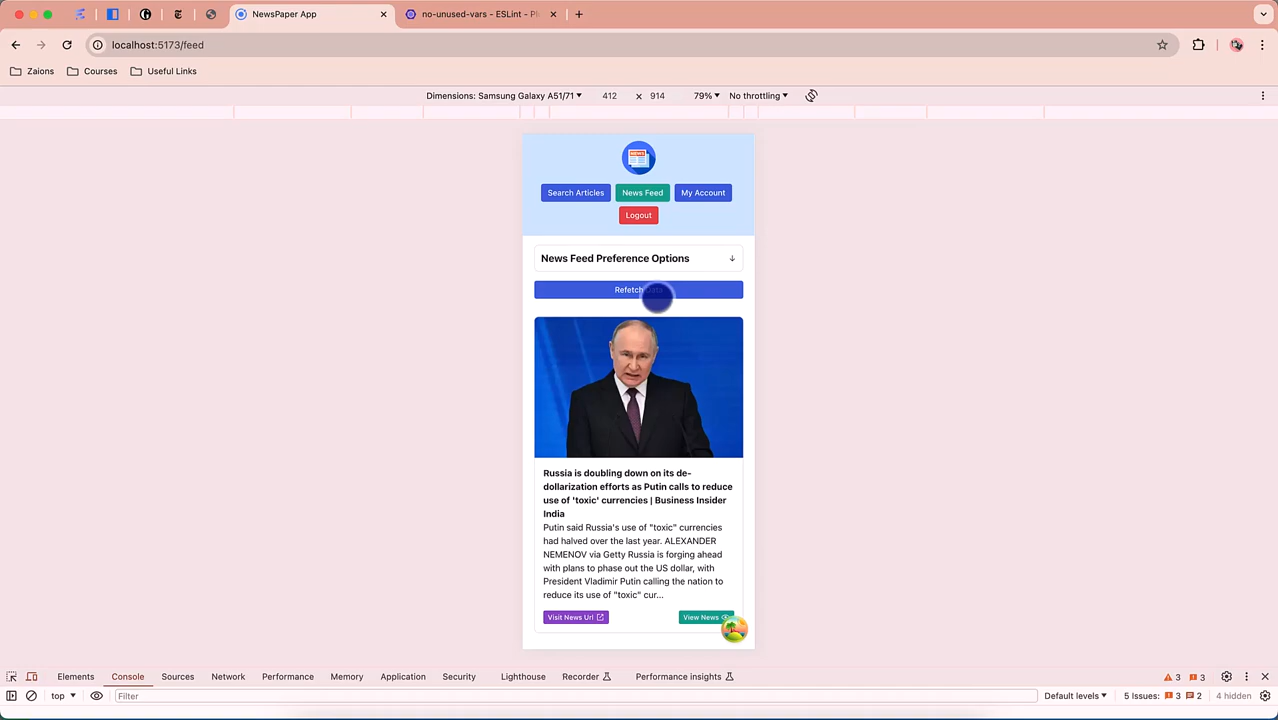 NewsPaper App
no-unused-vars - ESLint - Pl
localhost:5173/feed
Zaions
Courses
Useful Links
Dimensions: Samsung Galaxy A51/71 ▼ 412 × 914 79% ▼ No throttling ▼
NEWS
Search Articles
News Feed
My Account
Logout
News Feed Preference Options
Refetch
Russia is doubling down on its de-
dollarization efforts as Putin calls to reduce
use of 'toxic' currencies | Business Insider
India
Putin said Russia's use of "toxic" currencies
had halved over the last year. ALEXANDER
NEMENOV via Getty Russia is forging ahead
with plans to phase out the US dollar, with
President Vladimir Putin calling the nation to
reduce its use of "toxic" cur...
Visit News Url
View News
Elements Console Sources Network Performance Memory Application Security Lighthouse Recorder Performance insights 3 3
top ▼ Filter Default levels ▼ 5 Issues: 3 2 4 hidden